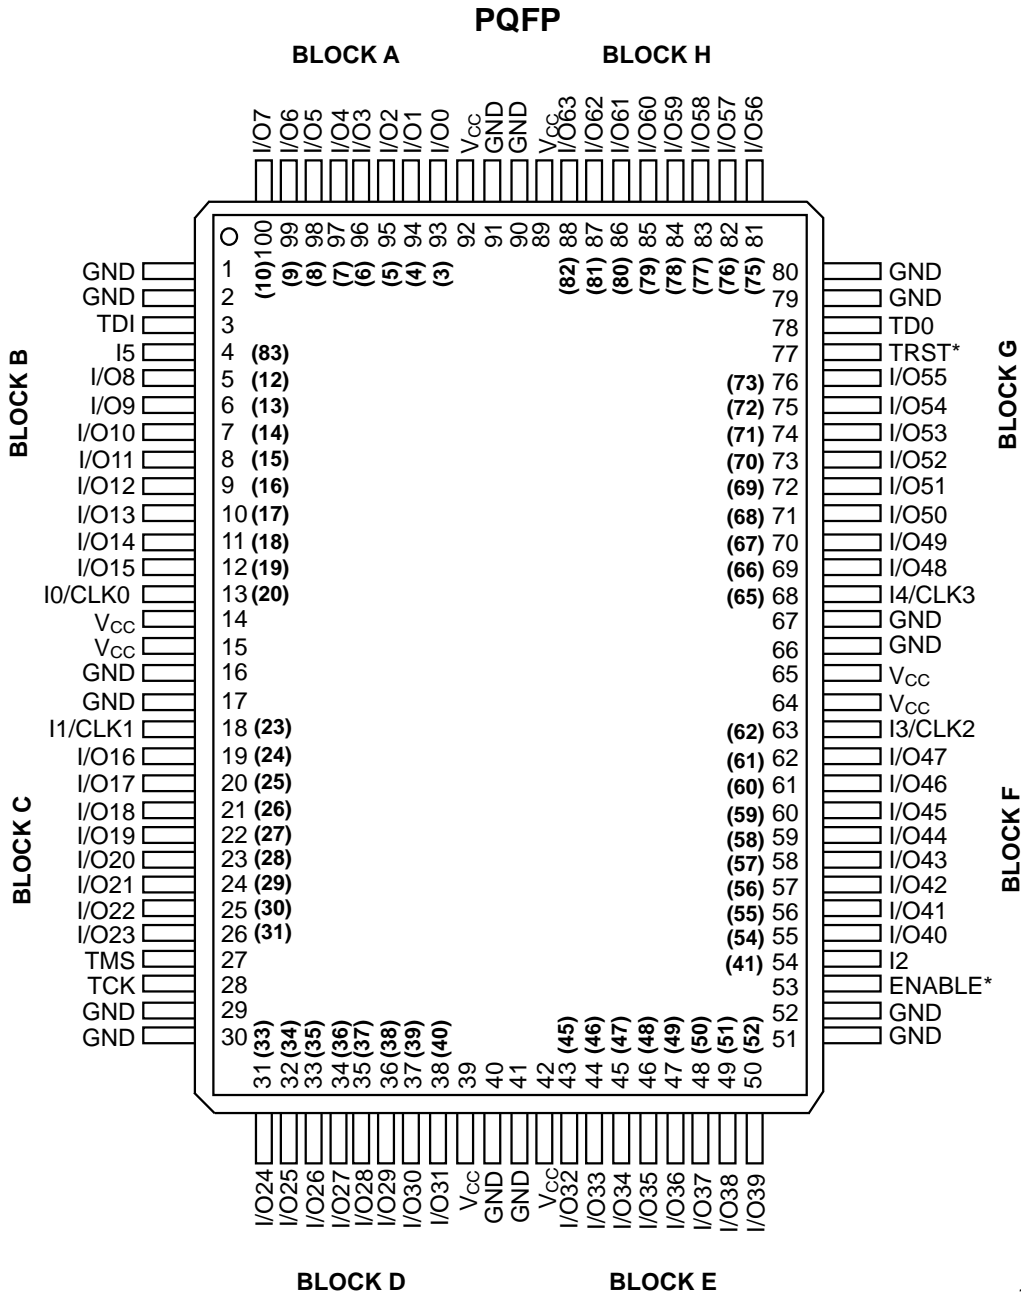 PQFP
BLOCK A BLOCK H
I/O7 I/O6 I/O5 I/O4 I/O3 I/O2 I/O1 I/O0 VCC GND GND VCC I/O63 I/O62 I/O61 I/O60 I/O59 I/O58 I/O57 I/O56
100 99 98 97 96 95 94 93 92 91 90 89 88 87 86 85 84 83 82 81
(10) (9) (8) (7) (6) (5) (4) (3) (82) (81) (80) (79) (78) (77) (76) (75)
GND 1 80 GND
GND 2 79 GND
TDI 3 78 TD0
I5 4 (83) 77 TRST*
I/O8 5 (12) (73) 76 I/O55
I/O9 6 (13) (72) 75 I/O54
I/O10 7 (14) (71) 74 I/O53
I/O11 8 (15) (70) 73 I/O52
I/O12 9 (16) (69) 72 I/O51
I/O13 10 (17) (68) 71 I/O50
I/O14 11 (18) (67) 70 I/O49
I/O15 12 (19) (66) 69 I/O48
I0/CLK0 13 (20) (65) 68 I4/CLK3
VCC 14 67 GND
VCC 15 66 GND
GND 16 65 VCC
GND 17 64 VCC
I1/CLK1 18 (23) (62) 63 I3/CLK2
I/O16 19 (24) (61) 62 I/O47
I/O17 20 (25) (60) 61 I/O46
I/O18 21 (26) (59) 60 I/O45
I/O19 22 (27) (58) 59 I/O44
I/O20 23 (28) (57) 58 I/O43
I/O21 24 (29) (56) 57 I/O42
I/O22 25 (30) (55) 56 I/O41
I/O23 26 (31) (54) 55 I/O40
TMS 27 (41) 54 I2
TCK 28 53 ENABLE*
GND 29 52 GND
GND 30 51 GND
BLOCK B
BLOCK C
BLOCK G
BLOCK F
(33) (34) (35) (36) (37) (38) (39) (40) (45) (46) (47) (48) (49) (50) (51) (52)
31 32 33 34 35 36 37 38 39 40 41 42 43 44 45 46 47 48 49 50
I/O24 I/O25 I/O26 I/O27 I/O28 I/O29 I/O30 I/O31 VCC GND GND VCC I/O32 I/O33 I/O34 I/O35 I/O36 I/O37 I/O38 I/O39
BLOCK D BLOCK E